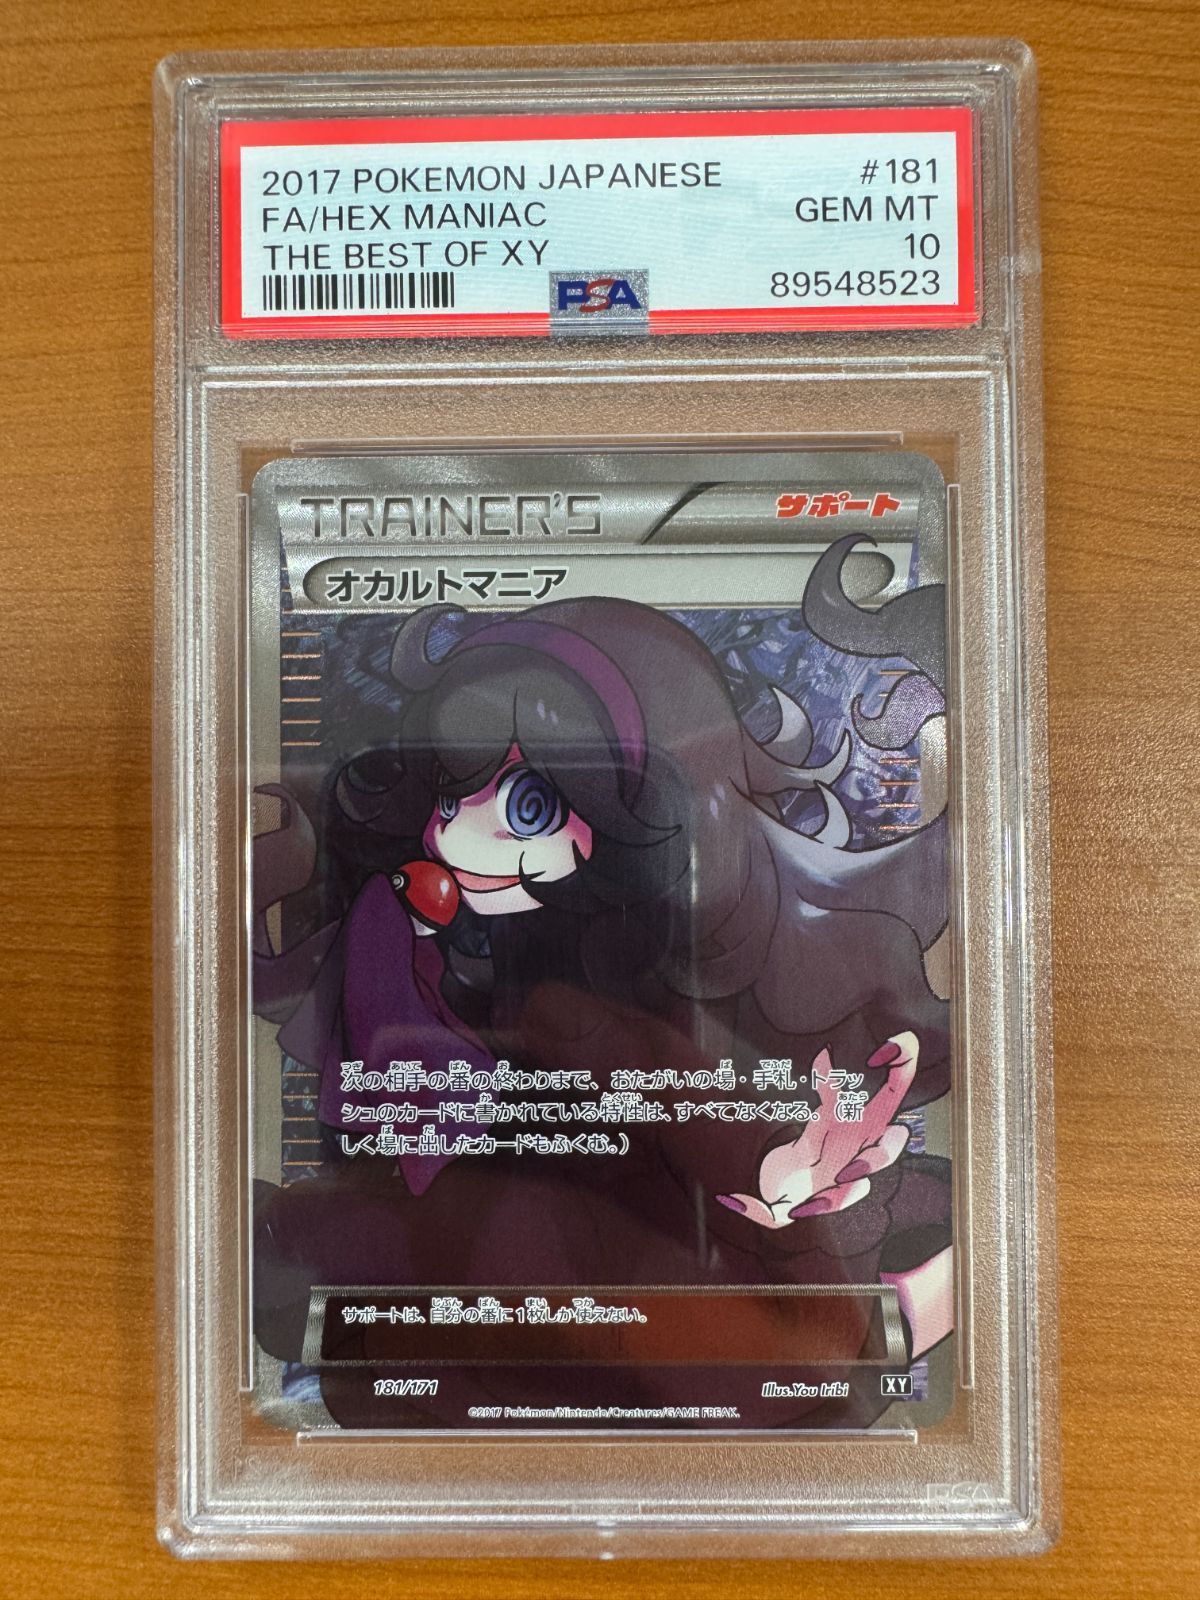 2017 POKEMON JAPANESE #181
FA/HEX MANIAC GEM MT
THE BEST OF XY 10
PSA 89548523
TRAINER'S サポート
オカルトマニア
次の相手の番の終わりまで、おたがいの場・手札・トラッ
シュのカードに書かれている特性は、すべてなくなる。（新
しく場に出したカードもふくむ。）
サポートは、自分の番に1枚しか使えない。
181/171 Illus.You Iribi XY
©2017 Pokémon/Nintendo/Creatures/GAME FREAK.
PSA